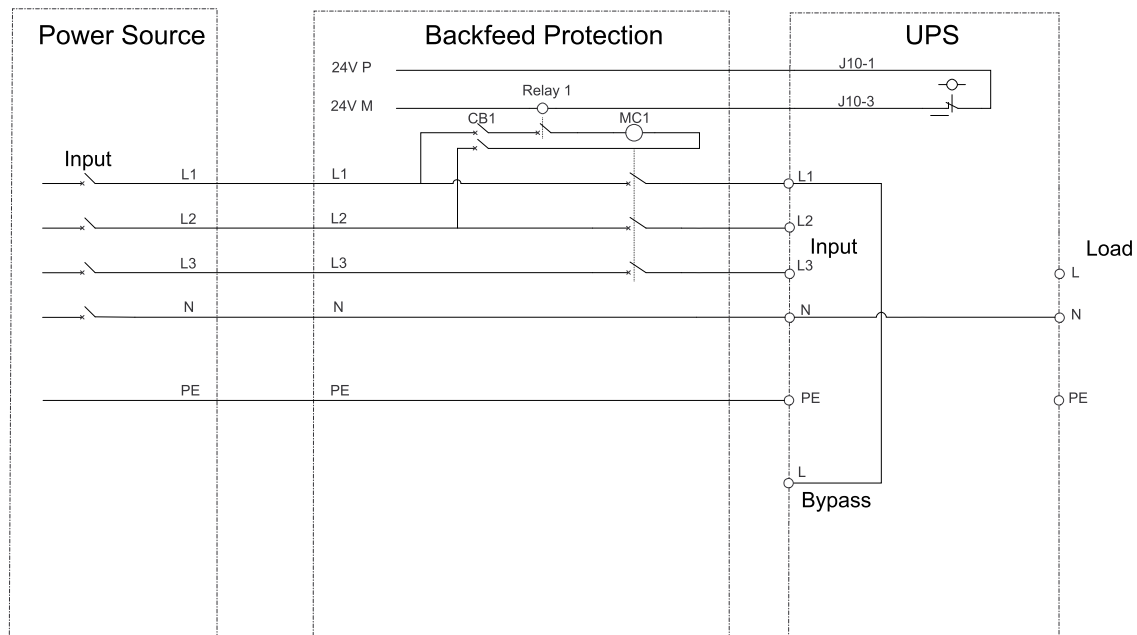 Power Source
Backfeed Protection
UPS
24V P
J10-1
Relay 1
24V M
J10-3
CB1
MC1
Input
L1
L1
L1
L2
L2
L2
Input
Load
L3
L3
L3
L
N
N
N
N
PE
PE
PE
PE
L
Bypass